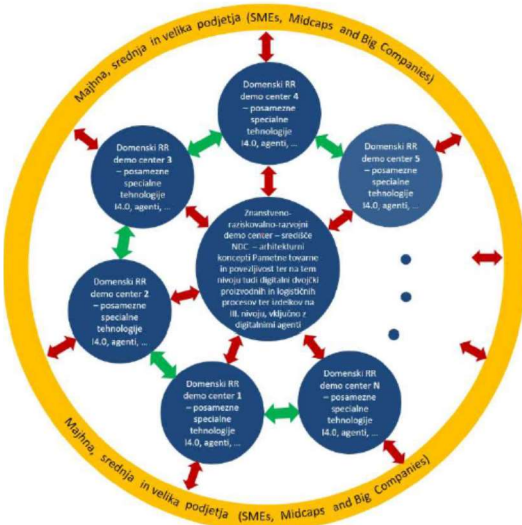 Majhna, srednja in velika podjetja (SMEs, Midcaps and Big Companies)
Domenski RR
demo center 4
– posamezne
specialne
tehnologije
I4.0, agenti, ...
Domenski RR
demo center 3
– posamezne
specialne
tehnologije
I4.0, agenti, ...
Domenski RR
demo center 5
– posamezne
specialne
tehnologije
I4.0, agenti, ...
Znanstveno-
raziskovalno-razvojni
demo center – središče
NDC – arhitekturni
koncepti Pametne tovarne
in povezljivost ter na tem
nivoju tudi digitalni dvojčki
proizvodnih in logističnih
procesov ter izdelkov na
III. nivoju, vključno z
digitalnimi agenti
Domenski RR
demo center 2
– posamezne
specialne
tehnologije
I4.0, agenti, ...
Domenski RR
demo center 1
– posamezne
specialne
tehnologije
I4.0, agenti, ...
Domenski RR
demo center N
– posamezne
specialne
tehnologije
I4.0, agenti, ...
Majhna, srednja in velika podjetja (SMEs, Midcaps and Big Companies)